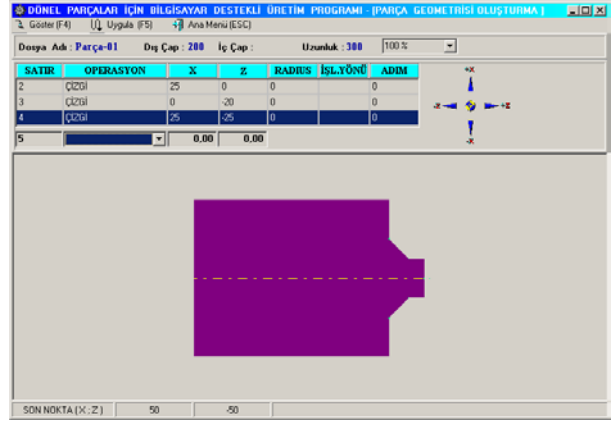 DÖNEL PARÇALAR İÇİN BİLGİSAYAR DESTEKLİ ÜRETİM PROGRAMI - [PARÇA GEOMETRİSİ OLUŞTURMA ]
Göster (F4) Uygula (F5) Ana Menü (ESC)
Dosya Adı : Parça-01 Dış Çap : 200 İç Çap : Uzunluk : 300 100 %
SATIR OPERASYON X Z RADIUS İŞL.YÖNÜ ADIM
2 ÇİZGİ 25 0 0 0
3 ÇİZGİ 0 -20 0 0
4 ÇİZGİ 25 -25 0 0
5 0,00 0,00
+X
-Z +Z
-X
SON NOKTA ( X ; Z ) 50 -50